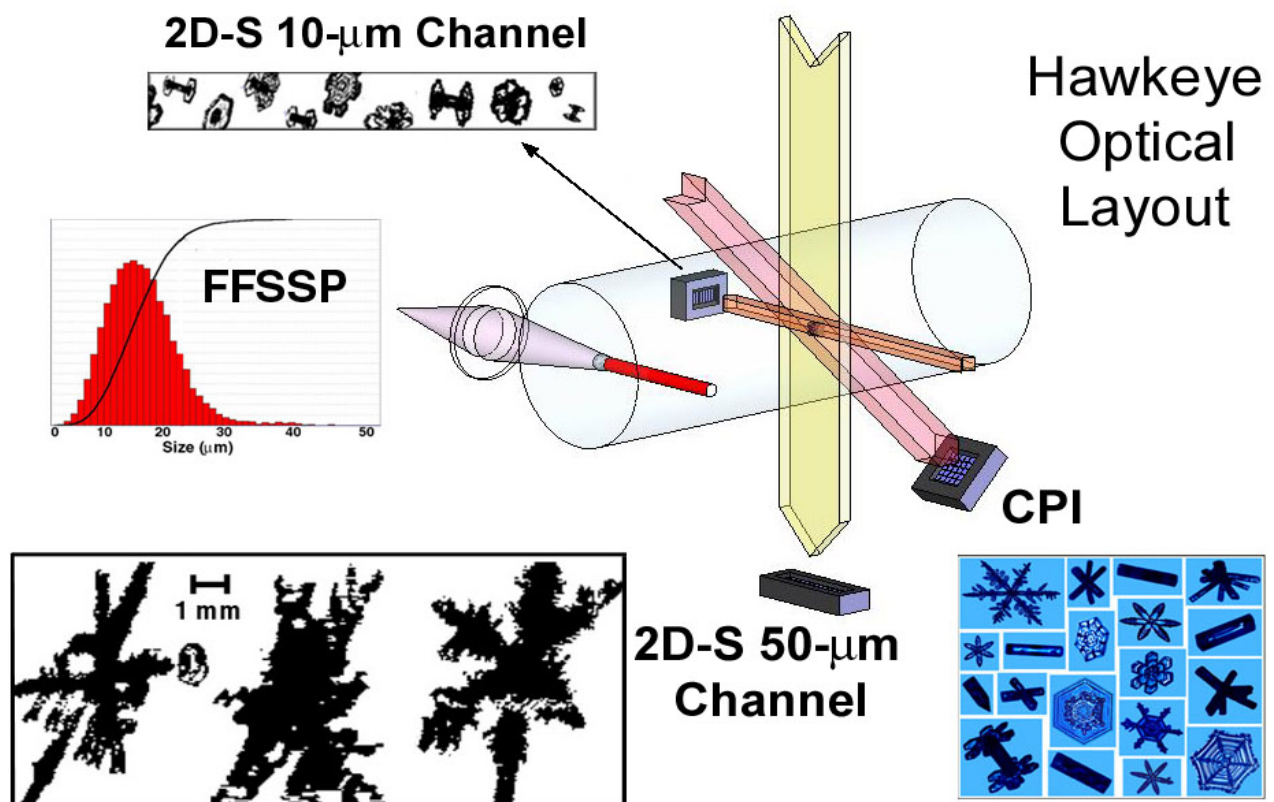 2D-S 10-μm Channel
Hawkeye
Optical
Layout
FFSSP
0 10 20 30 40 50
Size (μm)
CPI
1 mm
2D-S 50-μm
Channel